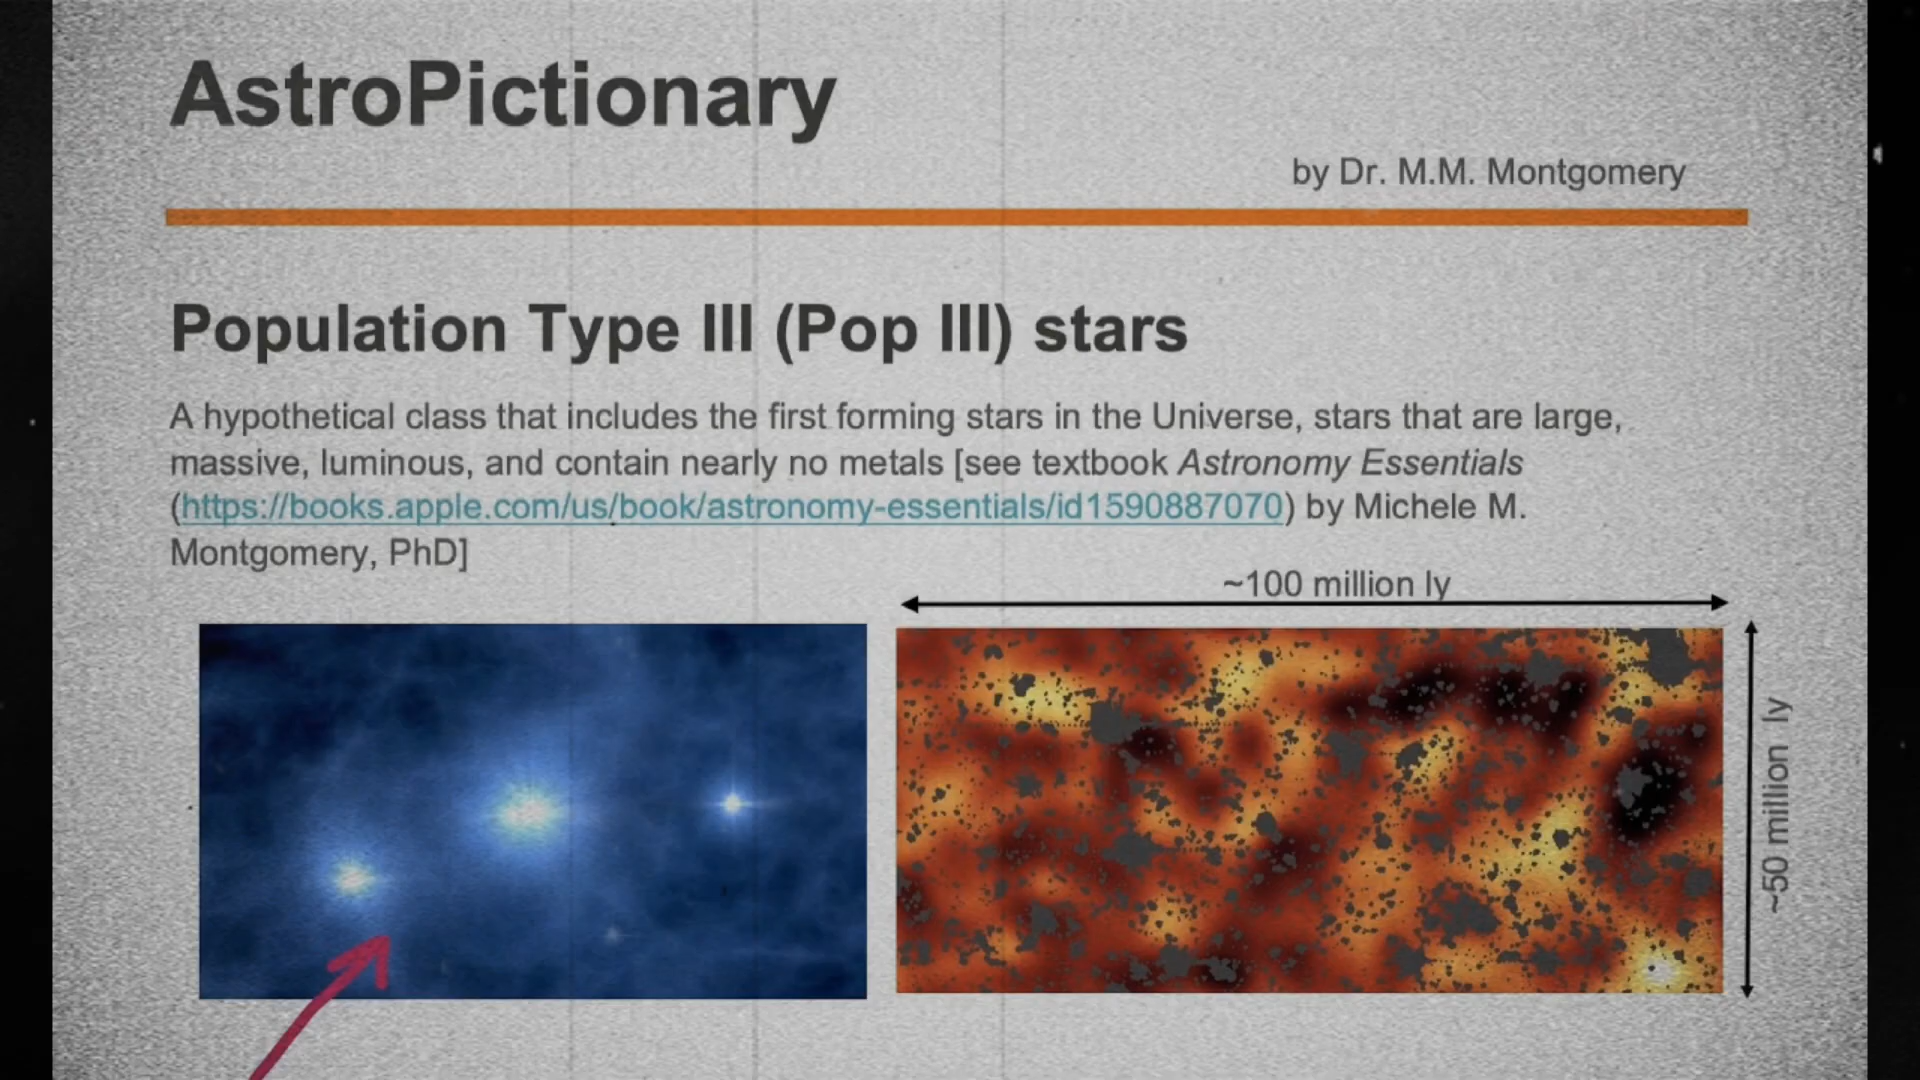 AstroPictionary
by Dr. M.M. Montgomery
Population Type III (Pop III) stars
A hypothetical class that includes the first forming stars in the Universe, stars that are large,
massive, luminous, and contain nearly no metals [see textbook Astronomy Essentials
(https://books.apple.com/us/book/astronomy-essentials/id1590887070) by Michele M.
Montgomery, PhD]
~100 million ly
~50 million ly